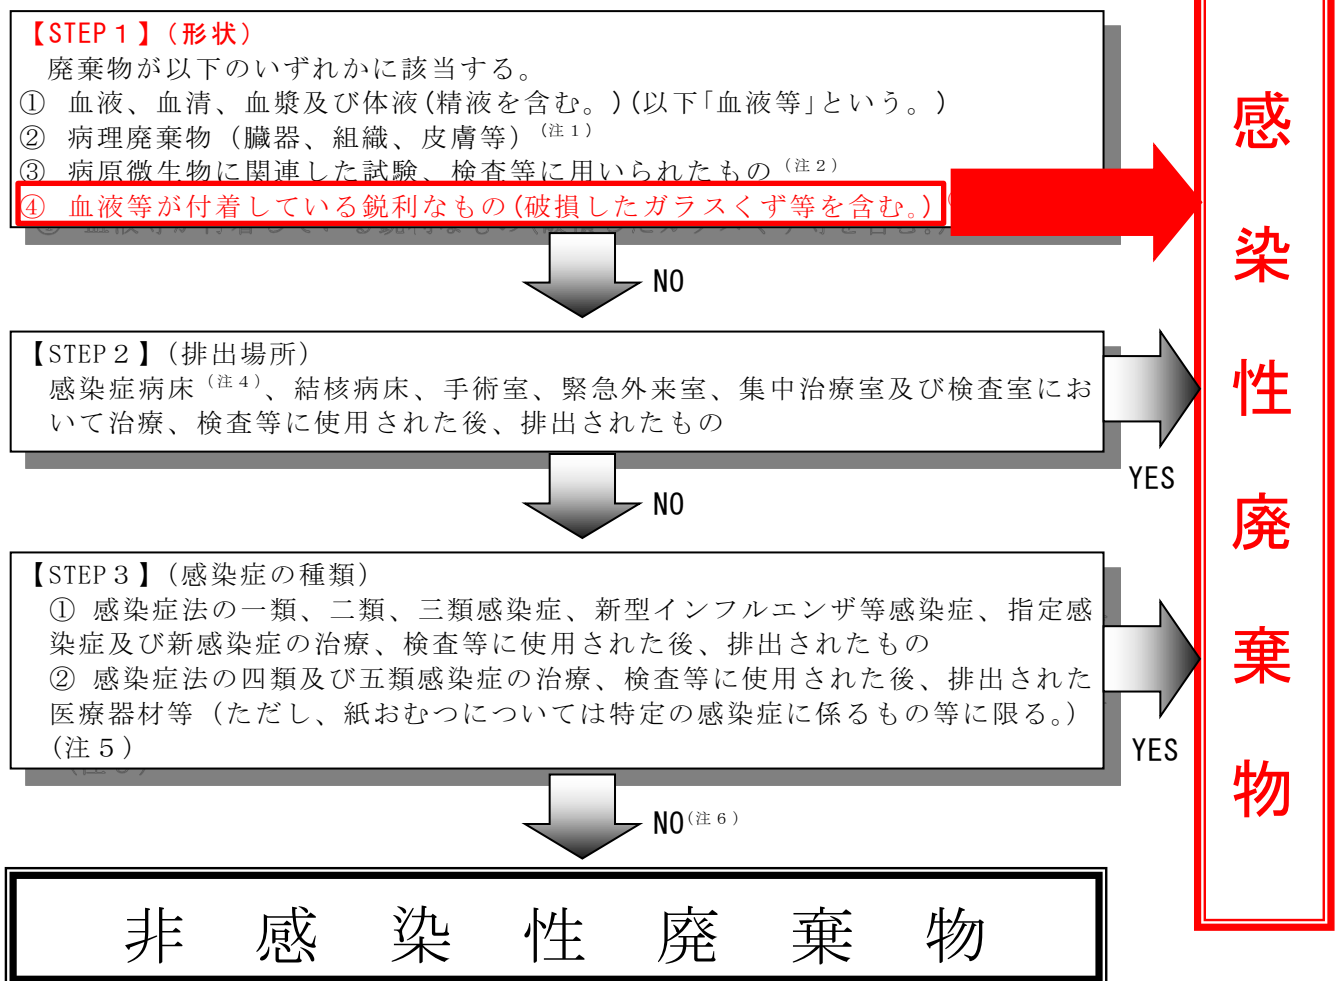 【STEP１】(形状)
廃棄物が以下のいずれかに該当する。
① 血液、血清、血漿及び体液(精液を含む。)(以下「血液等」という。)
② 病理廃棄物（臓器、組織、皮膚等）(注１)
③ 病原微生物に関連した試験、検査等に用いられたもの(注２)
④ 血液等が付着している鋭利なもの(破損したガラスくず等を含む。)
NO
【STEP２】(排出場所)
感染症病床(注４)、結核病床、手術室、緊急外来室、集中治療室及び検査室にお
いて治療、検査等に使用された後、排出されたもの
YES
NO
【STEP３】(感染症の種類)
① 感染症法の一類、二類、三類感染症、新型インフルエンザ等感染症、指定感
染症及び新感染症の治療、検査等に使用された後、排出されたもの
② 感染症法の四類及び五類感染症の治療、検査等に使用された後、排出された
医療器材等（ただし、紙おむつについては特定の感染症に係るもの等に限る。）
(注５)
YES
NO(注６)
非感染性廃棄物
感染性廃棄物